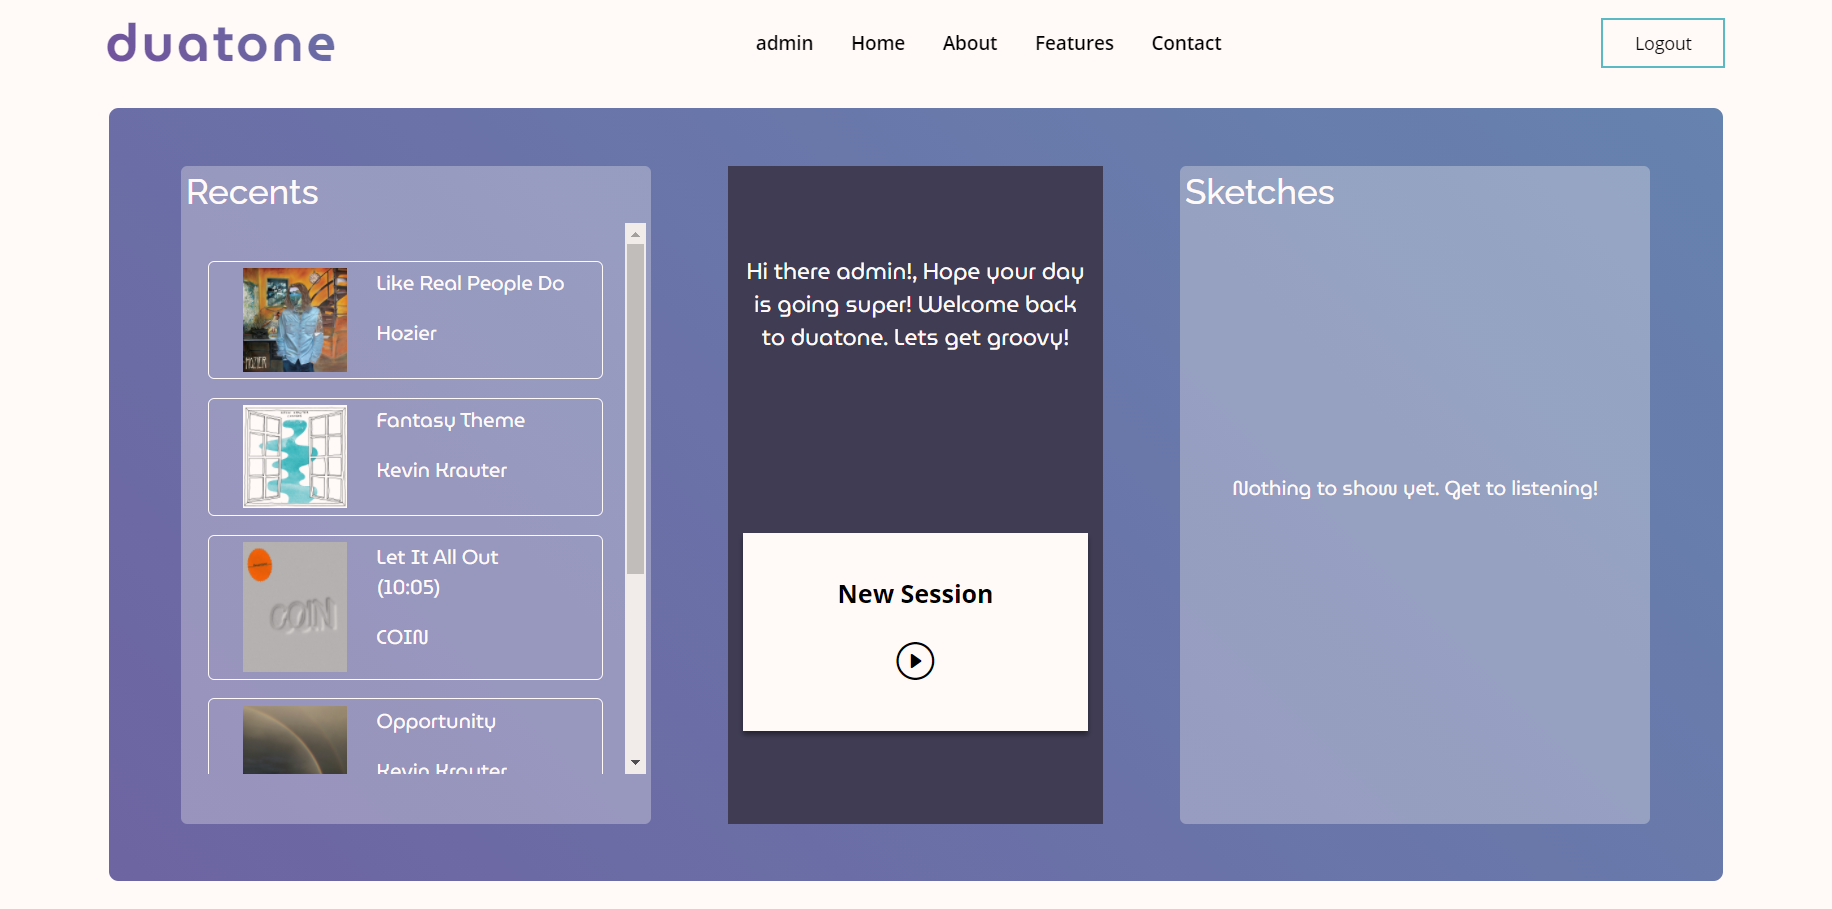 duatone
admin Home About Features Contact
Logout
Recents
Like Real People Do
Hozier
HOZIER
Fantasy Theme
Kevin Krauter
Let It All Out
(10:05)
COIN
COIN
Opportunity
Kevin Krauter
Hi there admin!, Hope your day
is going super! Welcome back
to duatone. Lets get groovy!
New Session
Sketches
Nothing to show yet. Get to listening!